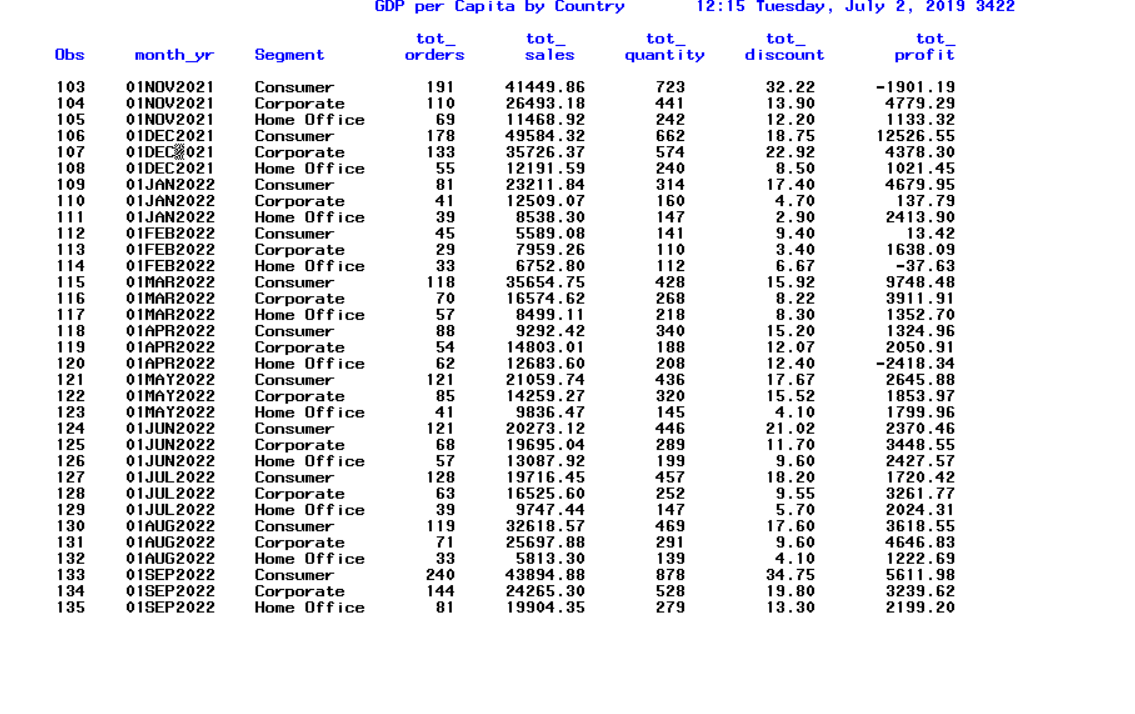 GDP per Capita by Country 12:15 Tuesday, July 2, 2019 3422
tot_ tot_ tot_ tot_ tot_
Obs month_yr Segment orders sales quantity discount profit
103 01NOV2021 Consumer 191 41449.86 723 32.22 -1901.19
104 01NOV2021 Corporate 110 26493.18 441 13.90 4779.29
105 01NOV2021 Home Office 69 11468.92 242 12.20 1133.32
106 01DEC2021 Consumer 178 49584.32 662 18.75 12526.55
107 01DEC2021 Corporate 133 35726.37 574 22.92 4378.30
108 01DEC2021 Home Office 55 12191.59 240 8.50 1021.45
109 01JAN2022 Consumer 81 23211.84 314 17.40 4679.95
110 01JAN2022 Corporate 41 12509.07 160 4.70 137.79
111 01JAN2022 Home Office 39 8538.30 147 2.90 2413.90
112 01FEB2022 Consumer 45 5589.08 141 9.40 13.42
113 01FEB2022 Corporate 29 7959.26 110 3.40 1638.09
114 01FEB2022 Home Office 33 6752.80 112 6.67 -37.63
115 01MAR2022 Consumer 118 35654.75 428 15.92 9748.48
116 01MAR2022 Corporate 70 16574.62 268 8.22 3911.91
117 01MAR2022 Home Office 57 8499.11 218 8.30 1352.70
118 01APR2022 Consumer 88 9292.42 340 15.20 1324.96
119 01APR2022 Corporate 54 14803.01 188 12.07 2050.91
120 01APR2022 Home Office 62 12683.60 208 12.40 -2418.34
121 01MAY2022 Consumer 121 21059.74 436 17.67 2645.88
122 01MAY2022 Corporate 85 14259.27 320 15.52 1853.97
123 01MAY2022 Home Office 41 9836.47 145 4.10 1799.96
124 01JUN2022 Consumer 121 20273.12 446 21.02 2370.46
125 01JUN2022 Corporate 68 19695.04 289 11.70 3448.55
126 01JUN2022 Home Office 57 13087.92 199 9.60 2427.57
127 01JUL2022 Consumer 128 19716.45 457 18.20 1720.42
128 01JUL2022 Corporate 63 16525.60 252 9.55 3261.77
129 01JUL2022 Home Office 39 9747.44 147 5.70 2024.31
130 01AUG2022 Consumer 119 32618.57 469 17.60 3618.55
131 01AUG2022 Corporate 71 25697.88 291 9.60 4646.83
132 01AUG2022 Home Office 33 5813.30 139 4.10 1222.69
133 01SEP2022 Consumer 240 43894.88 878 34.75 5611.98
134 01SEP2022 Corporate 144 24265.30 528 19.80 3239.62
135 01SEP2022 Home Office 81 19904.35 279 13.30 2199.20